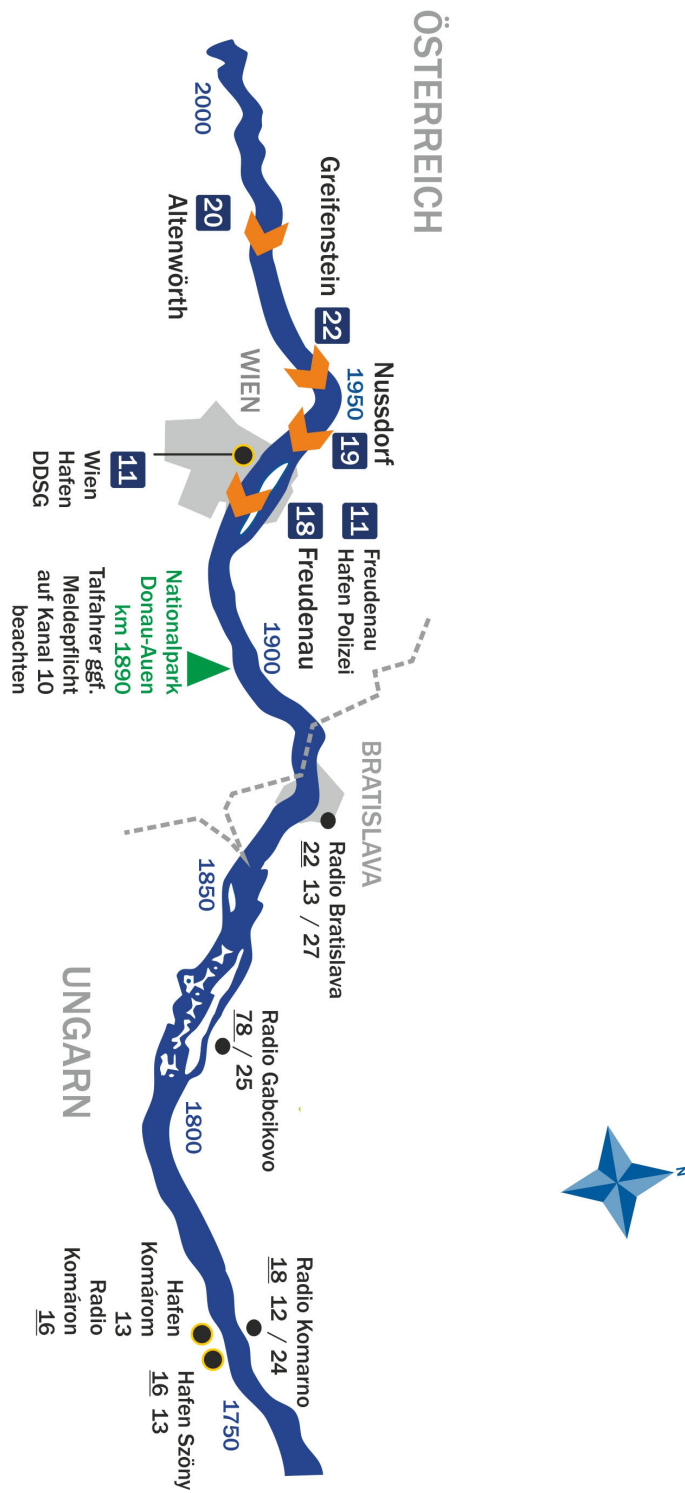 ÖSTERREICH
2000
20
Altenwörth
Greifenstein
22
1950
Nussdorf
19
WIEN
11
Wien
Hafen
DDSG
11
Freudenau
Hafen Polizei
18
Freudenau
Nationalpark
Donau-Auen
km 1890
Talfahrer ggf.
Meldepflicht
auf Kanal 10
beachten
1900
BRATISLAVA
Radio Bratislava
22 13 / 27
1850
UNGARN
Radio Gabcikovo
78 / 25
1800
Radio Komarno
18 12 / 24
Hafen
Komárom
13
Radio
Komáron
16
Hafen Szöny
16 13
1750
N